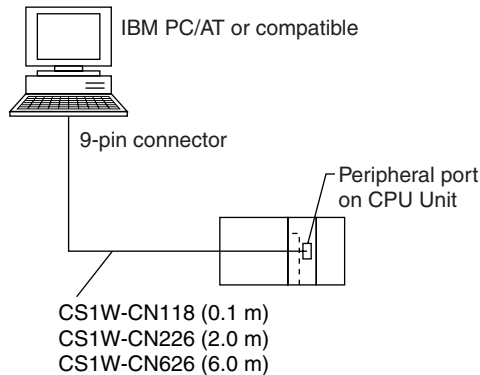 IBM PC/AT or compatible
9-pin connector
Peripheral port
on CPU Unit
CS1W-CN118 (0.1 m)
CS1W-CN226 (2.0 m)
CS1W-CN626 (6.0 m)